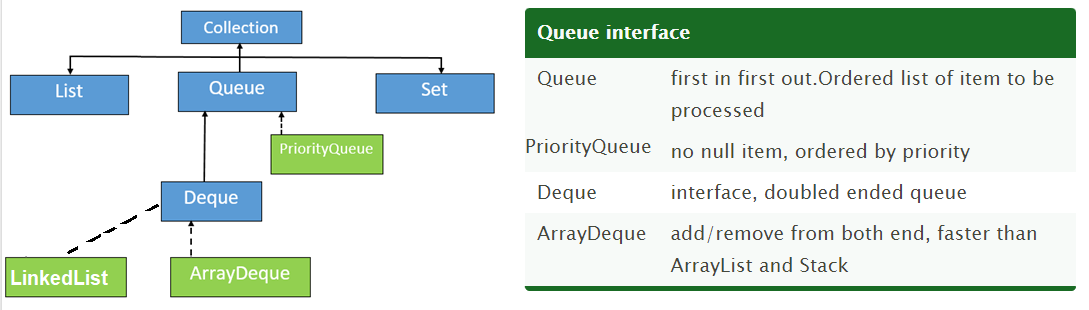 Collection
List
Queue
Set
PriorityQueue
Deque
LinkedList
ArrayDeque
Queue interface
Queue first in first out.Ordered list of item to be
processed
PriorityQueue no null item, ordered by priority
Deque interface, doubled ended queue
ArrayDeque add/remove from both end, faster than
ArrayList and Stack